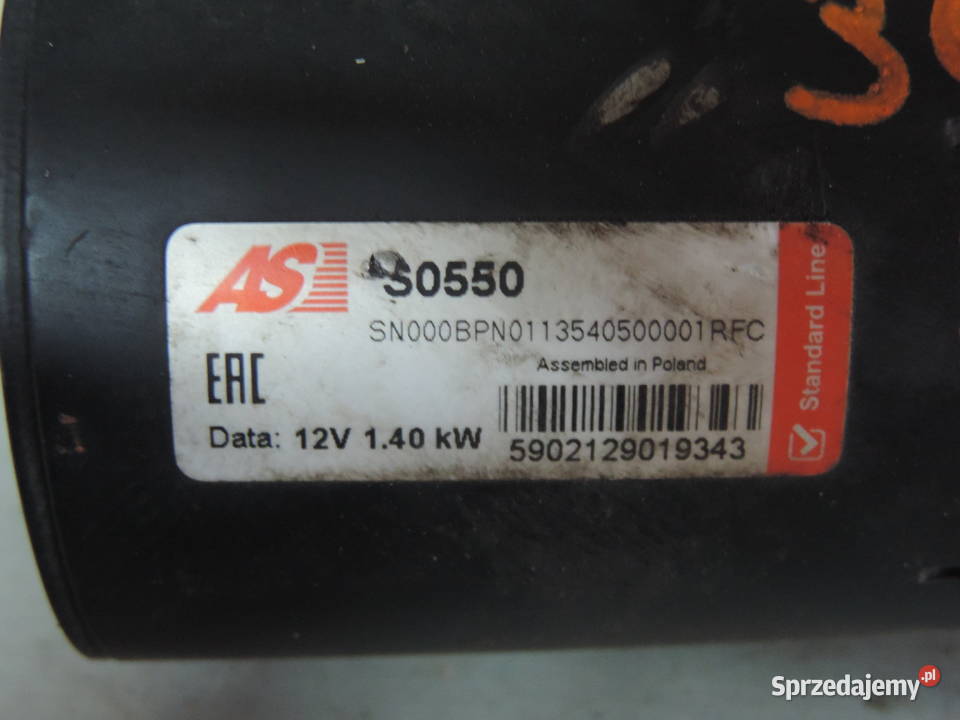 AS
S0550
SN000BPN0113540500001RFC
Assembled in Poland
EAC
Data: 12V 1.40 kW
5902129019343
Standard Line
Sprzedajemy.pl